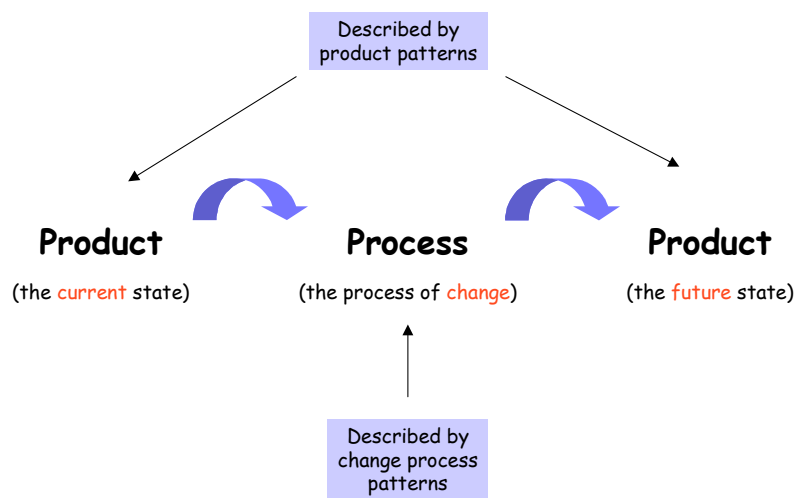 Described by
product patterns
Product
Process
Product
(the current state)
(the process of change)
(the future state)
Described by
change process
patterns